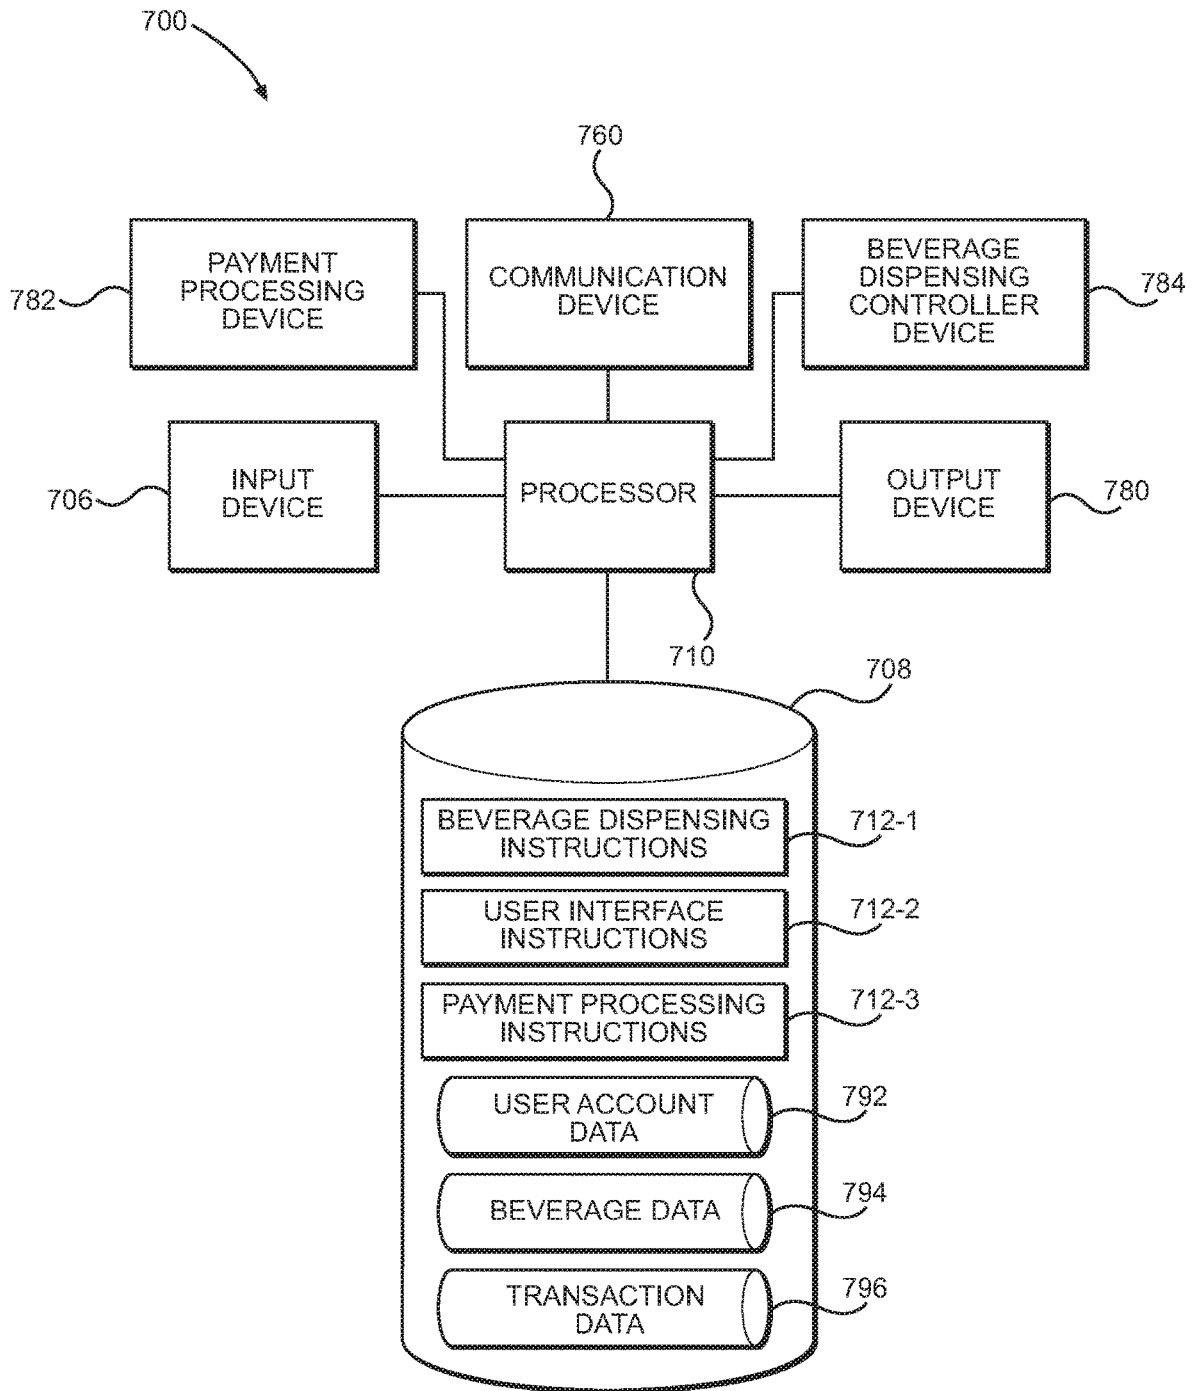 700
760
PAYMENT
PROCESSING
DEVICE
782
COMMUNICATION
DEVICE
BEVERAGE
DISPENSING
CONTROLLER
DEVICE
784
INPUT
DEVICE
706
PROCESSOR
710
OUTPUT
DEVICE
780
708
BEVERAGE DISPENSING
INSTRUCTIONS
712-1
USER INTERFACE
INSTRUCTIONS
712-2
PAYMENT PROCESSING
INSTRUCTIONS
712-3
USER ACCOUNT
DATA
792
BEVERAGE DATA
794
TRANSACTION
DATA
796